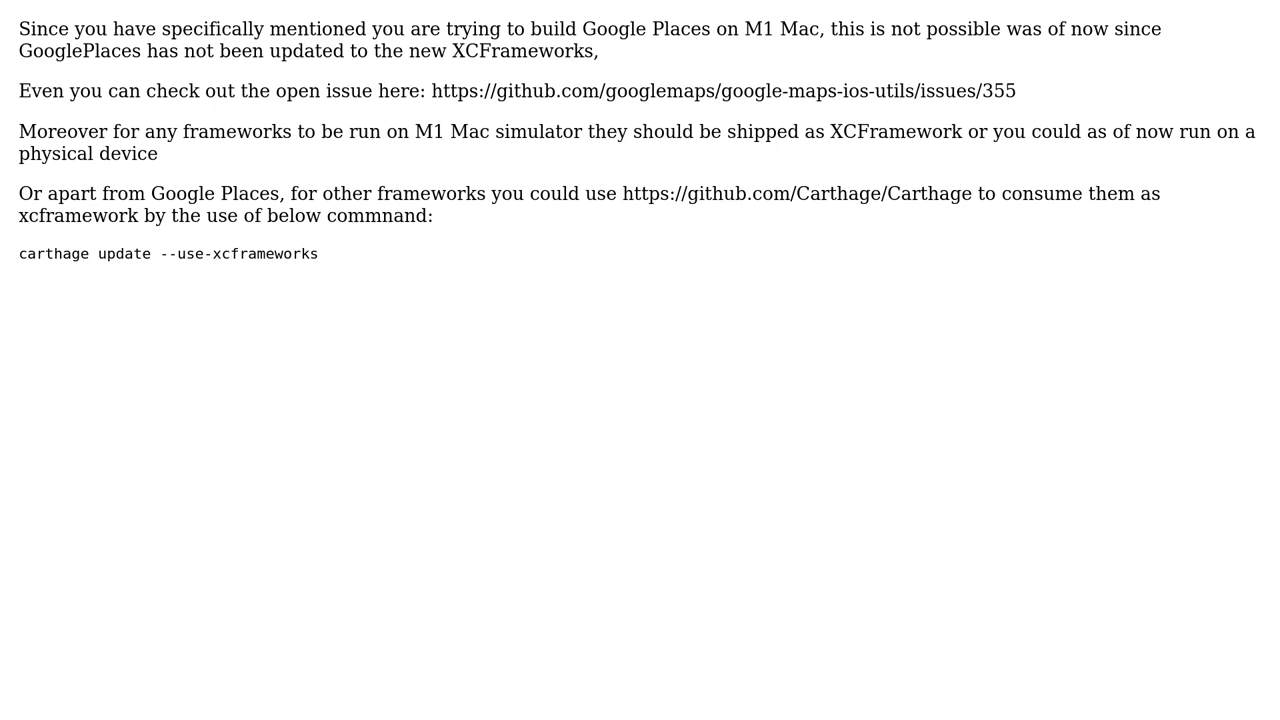 Since you have specifically mentioned you are trying to build Google Places on M1 Mac, this is not possible was of now since
GooglePlaces has not been updated to the new XCFrameworks,
Even you can check out the open issue here: https://github.com/googlemaps/google-maps-ios-utils/issues/355
Moreover for any frameworks to be run on M1 Mac simulator they should be shipped as XCFramework or you could as of now run on a
physical device
Or apart from Google Places, for other frameworks you could use https://github.com/Carthage/Carthage to consume them as
xcframework by the use of below commnand:
carthage update --use-xcframeworks